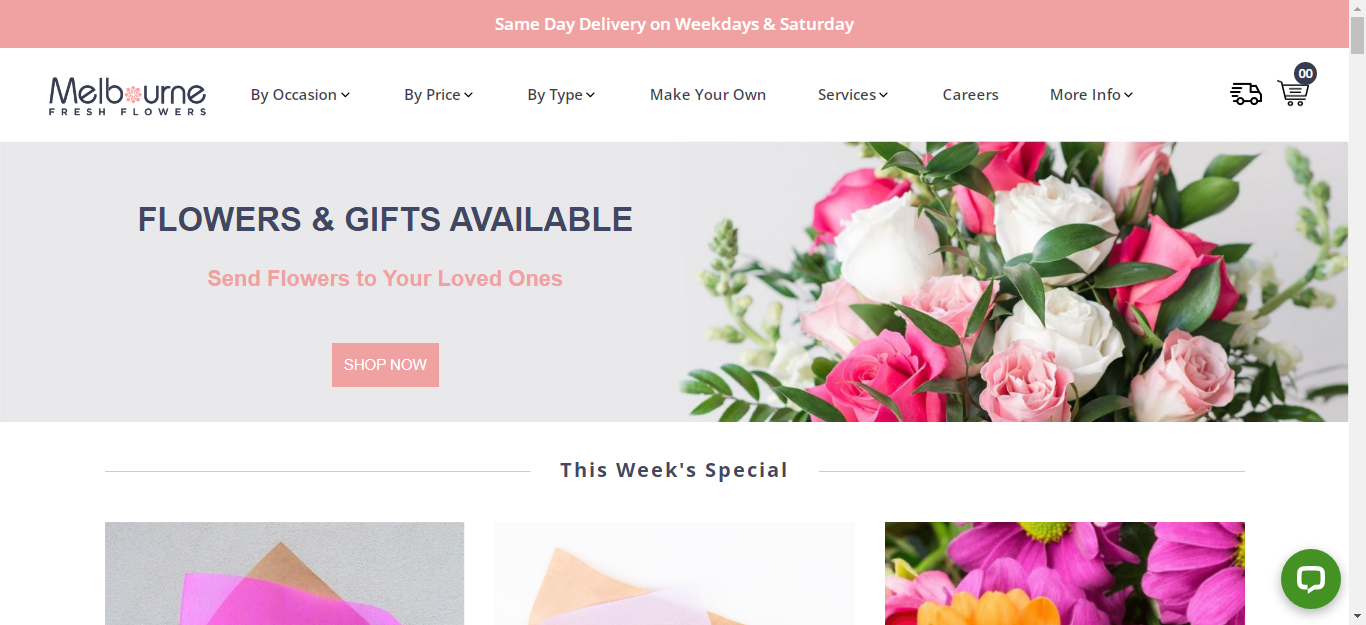 Same Day Delivery on Weekdays & Saturday
Melbourne
FRESH FLOWERS
By Occasion
By Price
By Type
Make Your Own
Services
Careers
More Info
00
FLOWERS & GIFTS AVAILABLE
Send Flowers to Your Loved Ones
SHOP NOW
This Week's Special